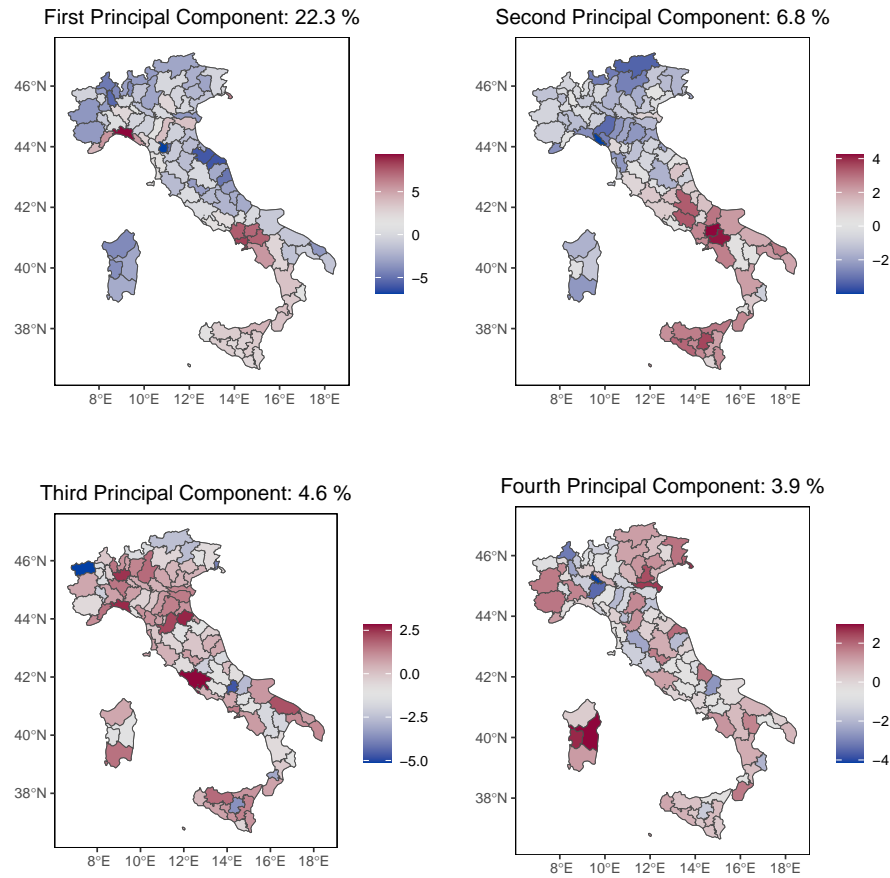 First Principal Component: 22.3 %
46°N
44°N
42°N
40°N
38°N
8°E 10°E 12°E 14°E 16°E 18°E
5
0
−5
Second Principal Component: 6.8 %
46°N
44°N
42°N
40°N
38°N
8°E 10°E 12°E 14°E 16°E 18°E
4
2
0
−2
Third Principal Component: 4.6 %
46°N
44°N
42°N
40°N
38°N
8°E 10°E 12°E 14°E 16°E 18°E
2.5
0.0
−2.5
−5.0
Fourth Principal Component: 3.9 %
46°N
44°N
42°N
40°N
38°N
8°E 10°E 12°E 14°E 16°E 18°E
2
0
−2
−4